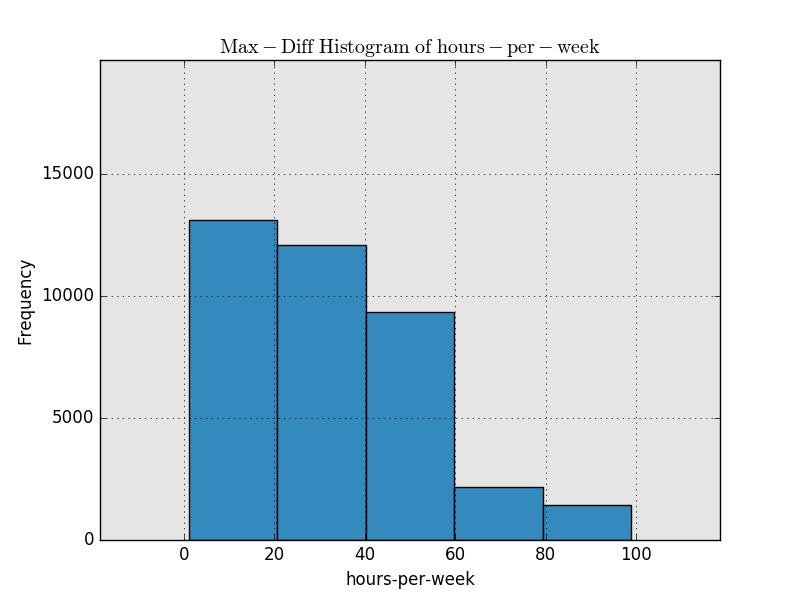 Max − Diff Histogram of hours − per − week
15000
10000
5000
0
Frequency
0 20 40 60 80 100
hours-per-week